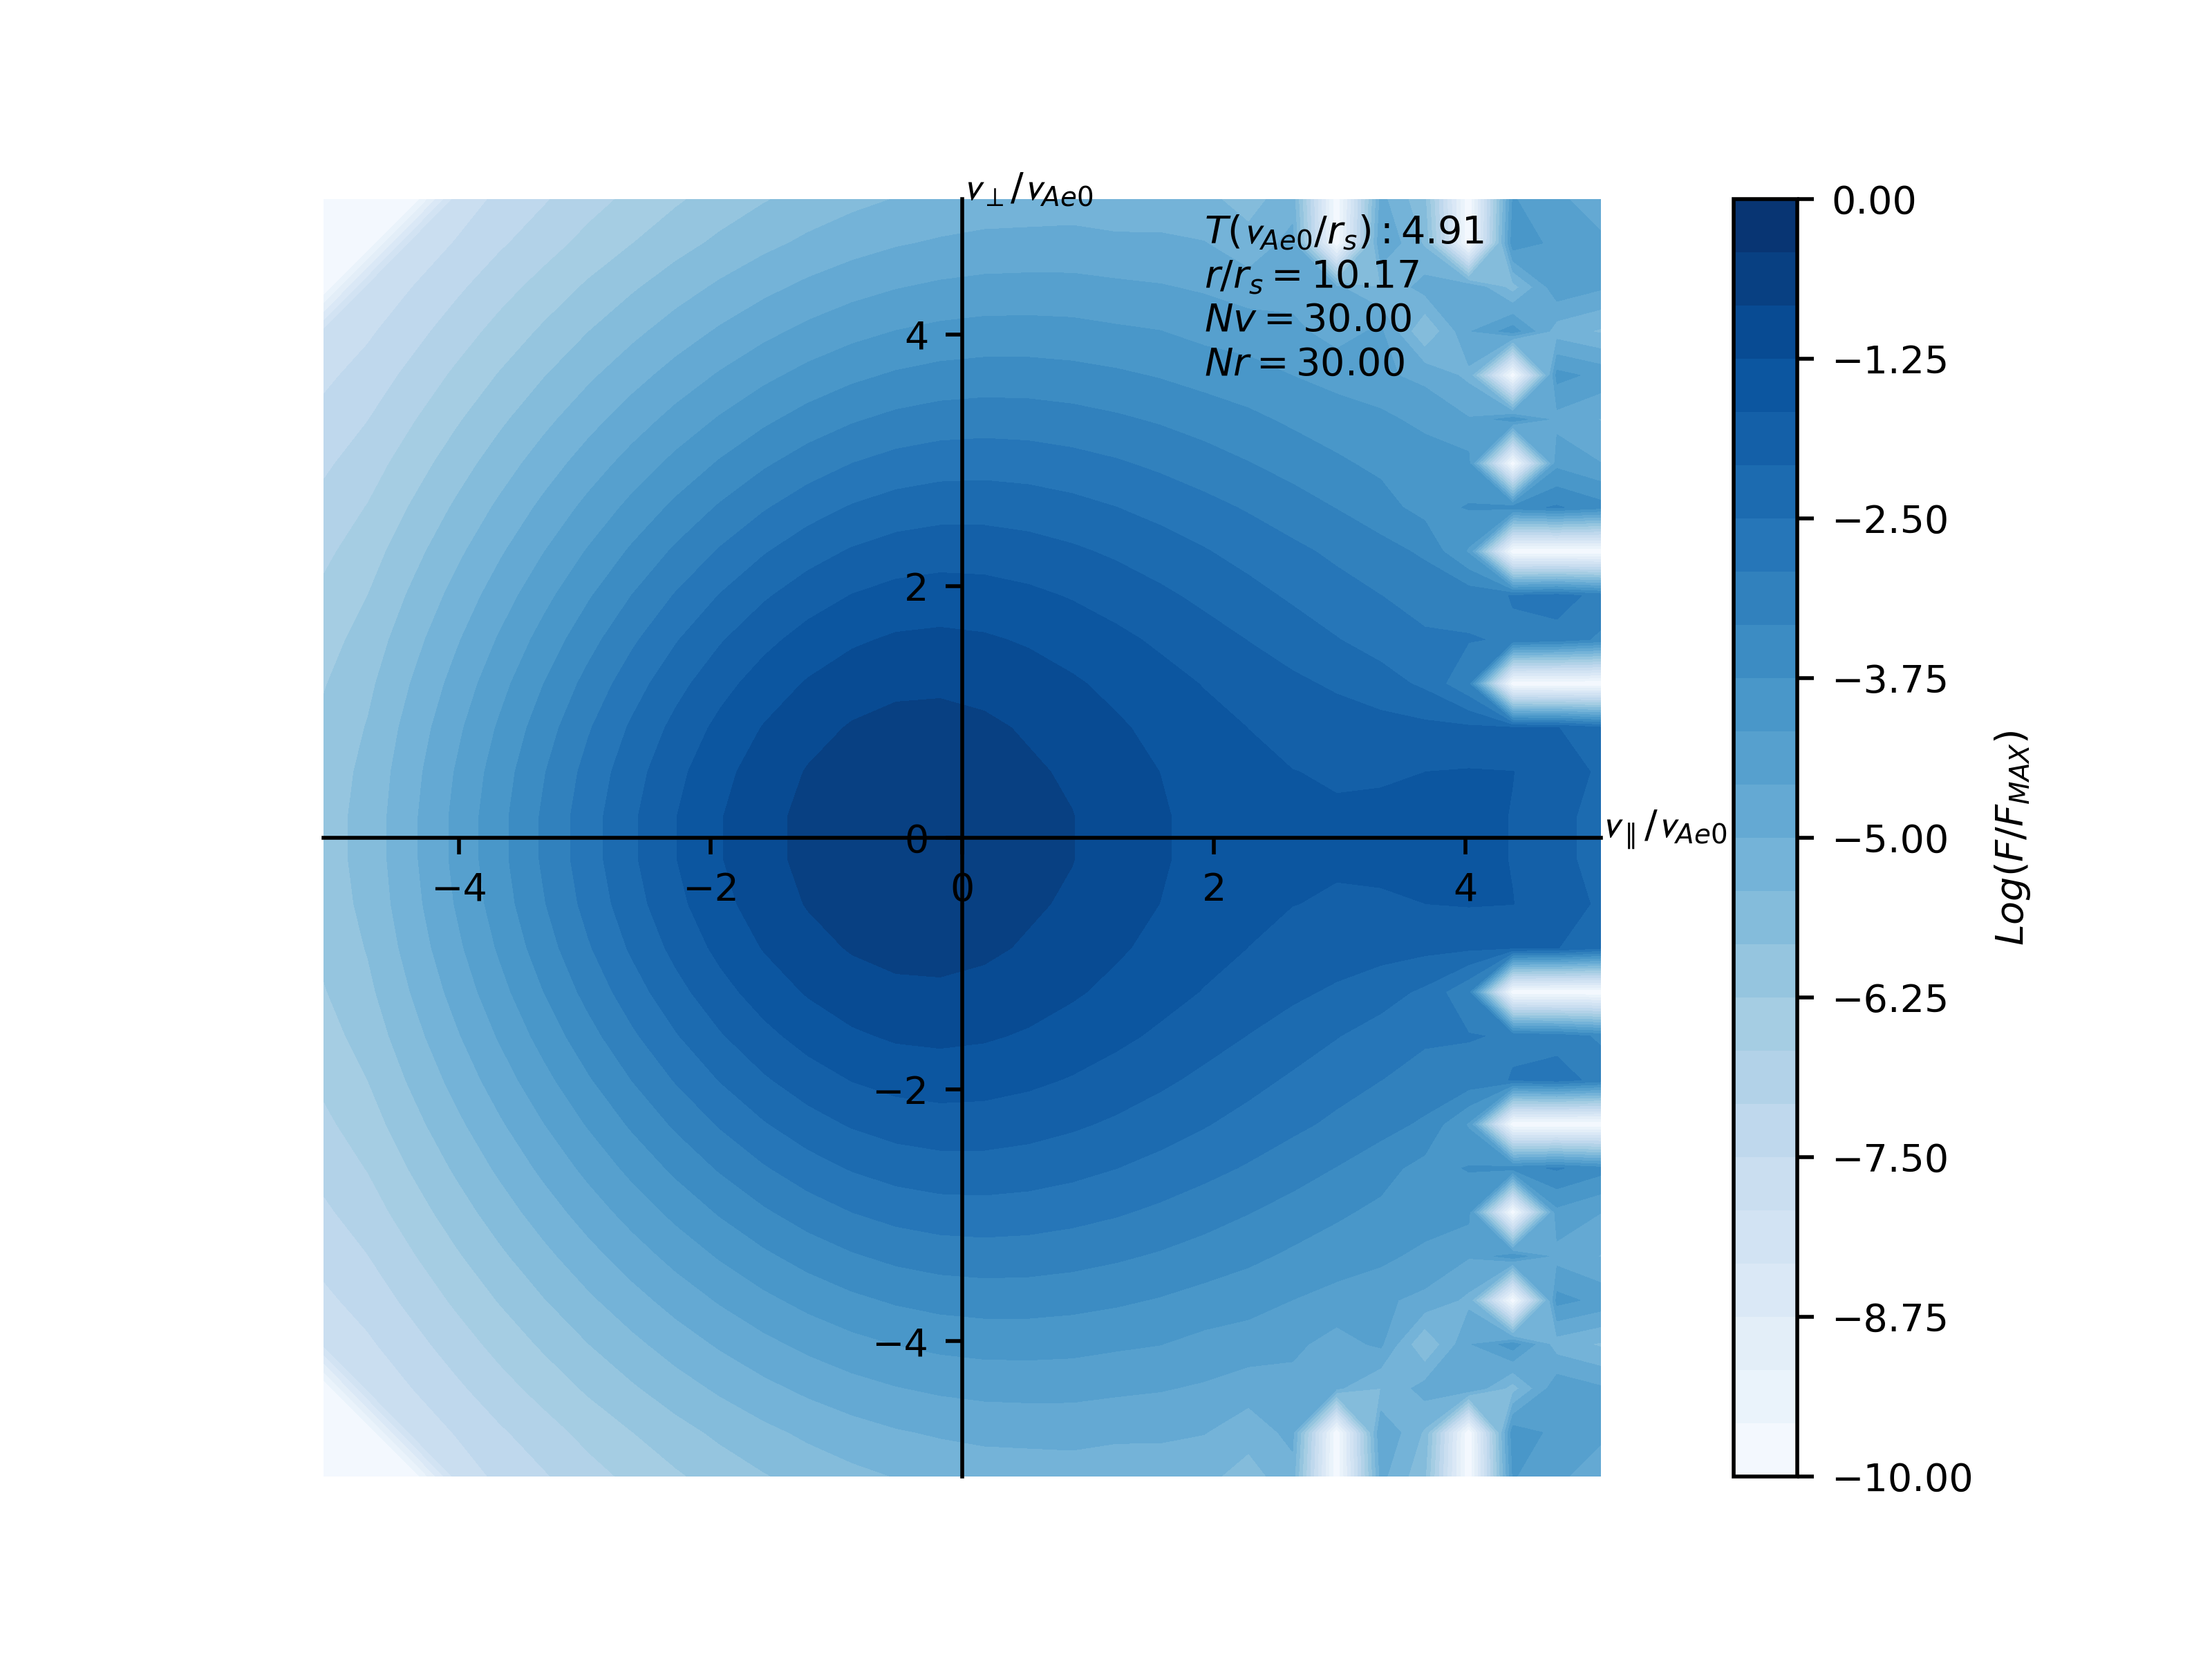 v⊥/vAe0
T(vAe0/rs):4.91
r/rs=10.17
Nv=30.00
Nr=30.00
4
2
0
−2
−4
−4
−2
0
2
4
v∥/vAe0
0.00
−1.25
−2.50
−3.75
−5.00
−6.25
−7.50
−8.75
−10.00
Log(F/FMAX)